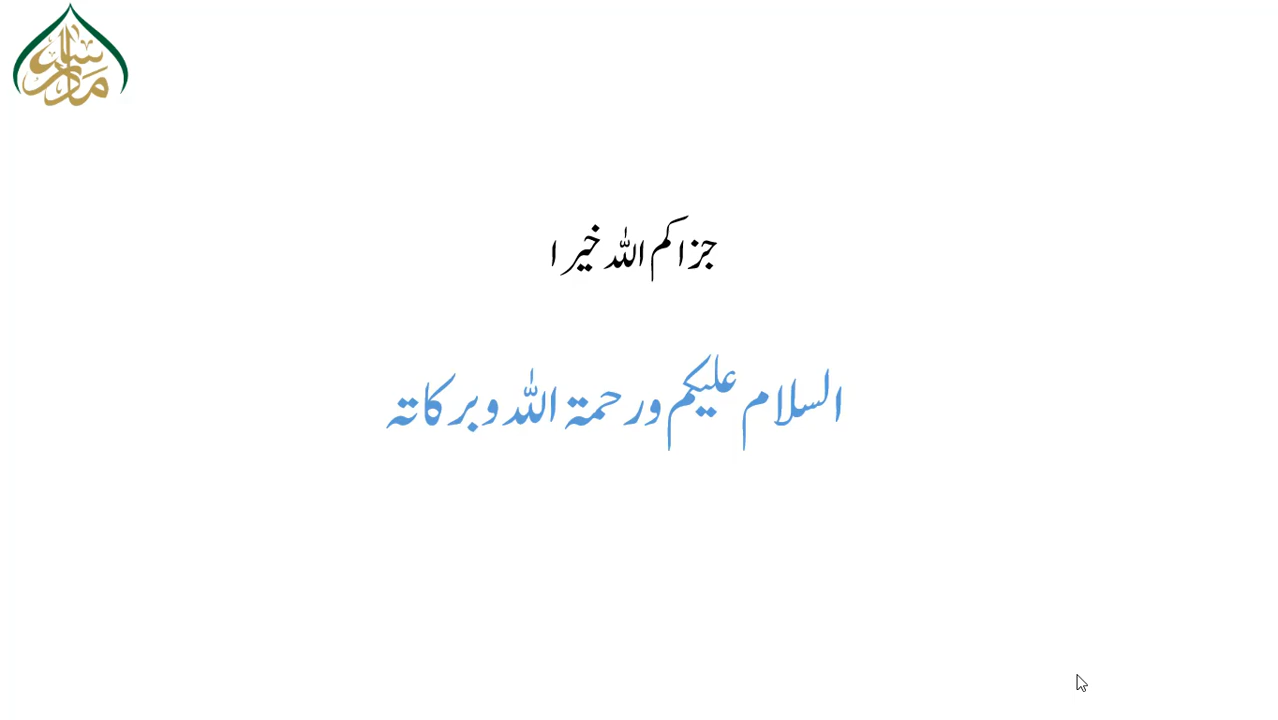 جزاکم اللہ خیرا
السلام علیکم ورحمۃ اللہ وبرکاتہ